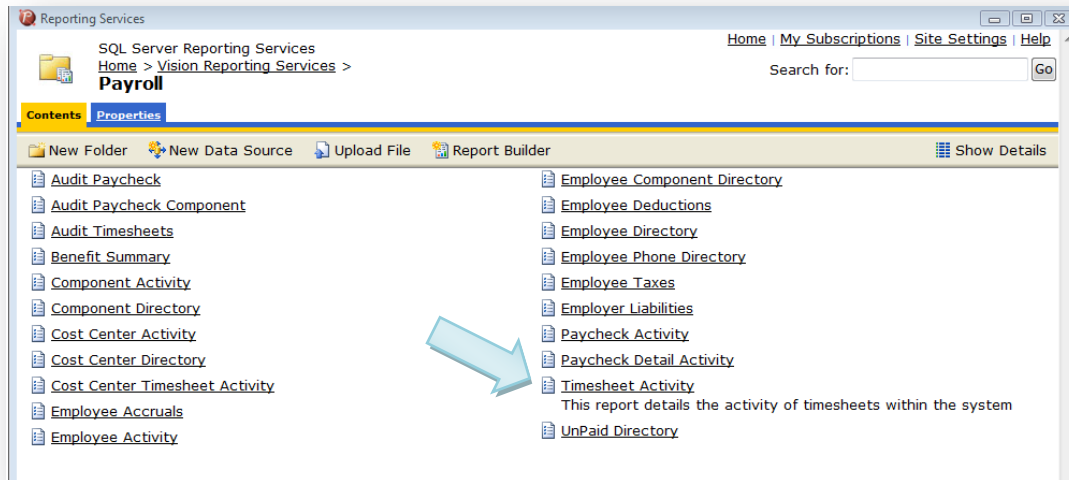 Reporting Services
SQL Server Reporting Services
Home > Vision Reporting Services >
Payroll
Home | My Subscriptions | Site Settings | Help
Search for: Go
Contents Properties
New Folder New Data Source Upload File Report Builder Show Details
Audit Paycheck
Audit Paycheck Component
Audit Timesheets
Benefit Summary
Component Activity
Component Directory
Cost Center Activity
Cost Center Directory
Cost Center Timesheet Activity
Employee Accruals
Employee Activity
Employee Component Directory
Employee Deductions
Employee Directory
Employee Phone Directory
Employee Taxes
Employer Liabilities
Paycheck Activity
Paycheck Detail Activity
Timesheet Activity
This report details the activity of timesheets within the system
UnPaid Directory